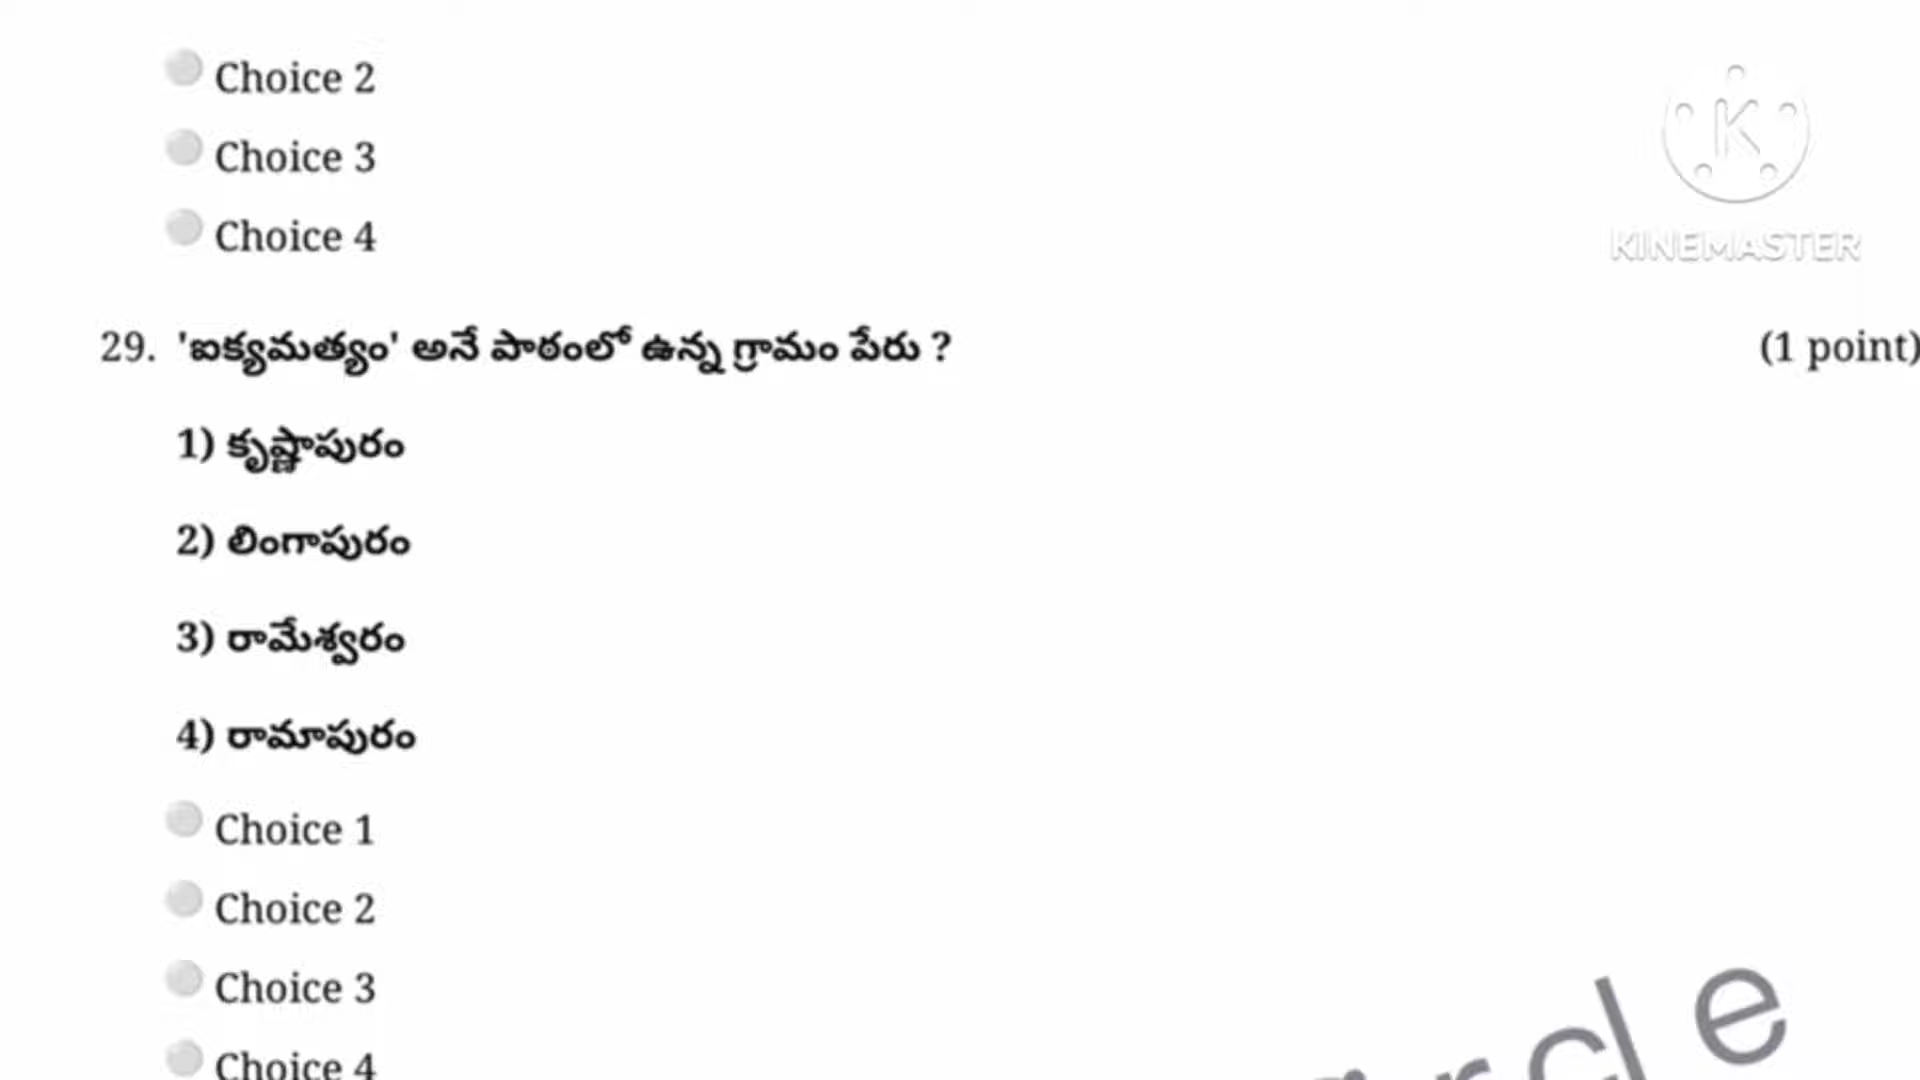 Choice 2
Choice 3
Choice 4
KINEMASTER
29. 'ఐక్యమత్యం' అనే పాఠంలో ఉన్న గ్రామం పేరు ? (1 point)
1) కృష్ణాపురం
2) లింగాపురం
3) రామేశ్వరం
4) రామాపురం
Choice 1
Choice 2
Choice 3
Choice 4